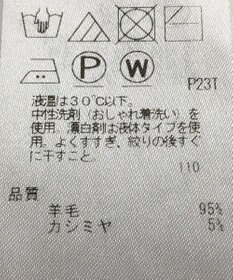 P W
P23T
液温は30℃以下。
中性洗剤(おしゃれ着洗い)を
使用。漂白剤は液体タイプを使
用。よくすすぎ、絞りの後すぐ
に干すこと。
110
品質
羊毛 95%
カシミヤ 5%